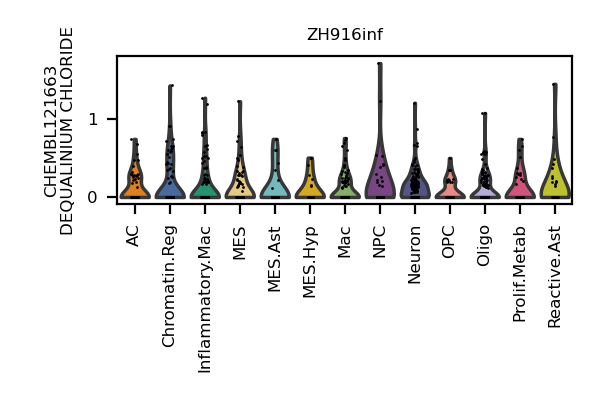 ZH916inf
CHEMBL121663
DEQUALINIUM CHLORIDE
1
0
AC
Chromatin.Reg
Inflammatory.Mac
MES
MES.Ast
MES.Hyp
Mac
NPC
Neuron
OPC
Oligo
Prolif.Metab
Reactive.Ast